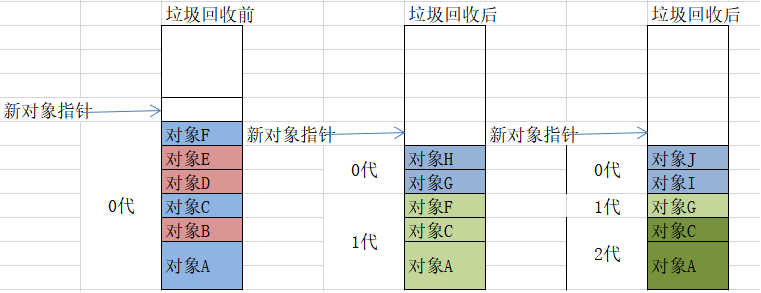 垃圾回收前
垃圾回收后
垃圾回收后
新对象指针
对象F
对象E
对象D
对象C
对象B
对象A
0代
新对象指针
对象H
对象G
对象F
对象C
对象A
0代
1代
新对象指针
对象J
对象I
对象G
对象C
对象A
0代
1代
2代